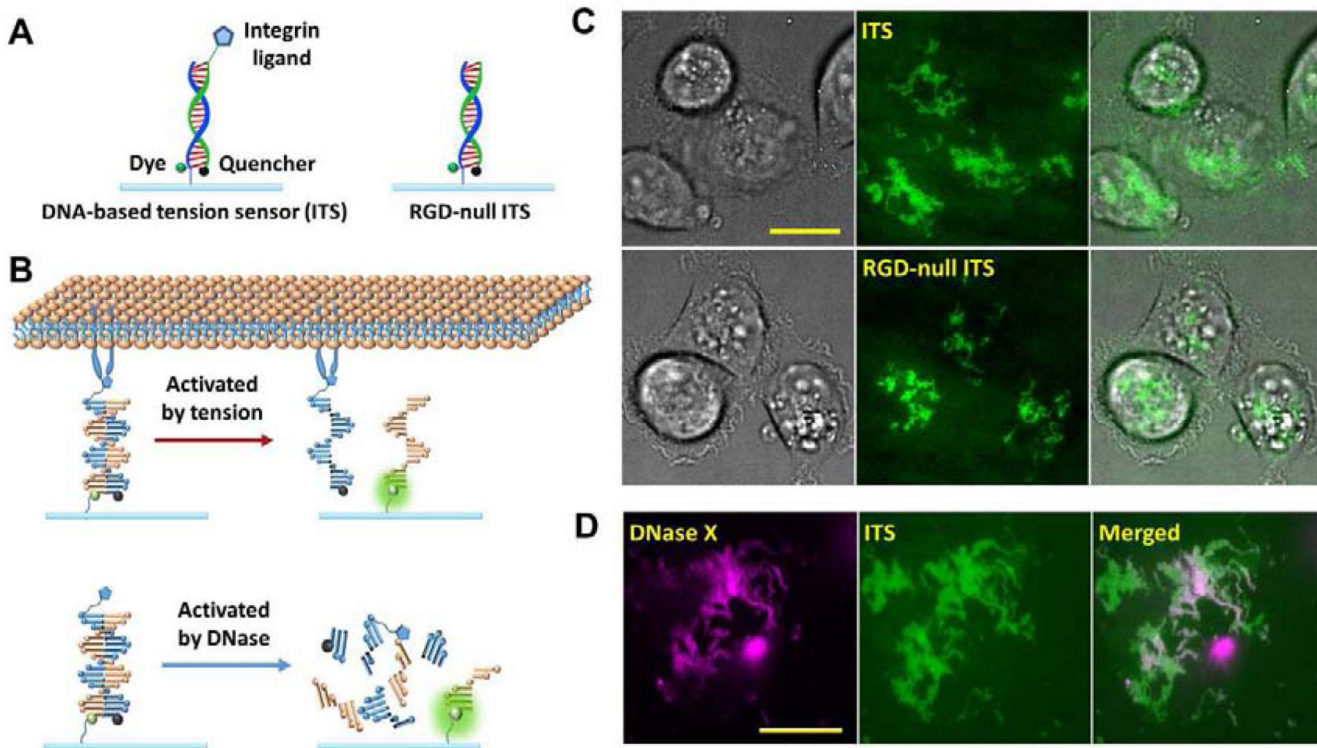 A
Integrin
ligand
Dye
Quencher
DNA-based tension sensor (ITS)
RGD-null ITS
B
Activated
by tension
Activated
by DNase
C
ITS
RGD-null ITS
D
DNase X
ITS
Merged